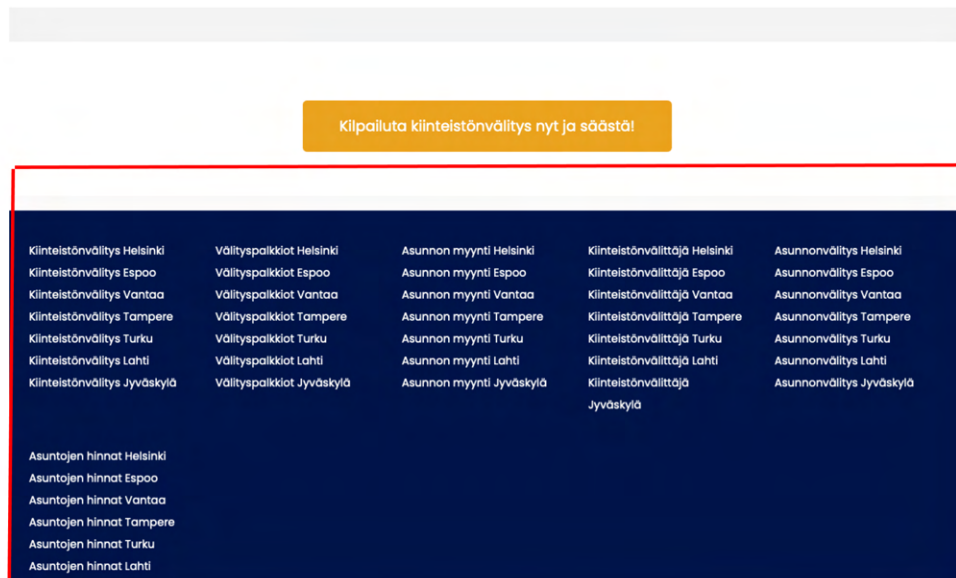 Kilpailuta kiinteistönvälitys nyt ja säästä!
Kiinteistönvälitys Helsinki
Kiinteistönvälitys Espoo
Kiinteistönvälitys Vantaa
Kiinteistönvälitys Tampere
Kiinteistönvälitys Turku
Kiinteistönvälitys Lahti
Kiinteistönvälitys Jyväskylä
Välityspalkkiot Helsinki
Välityspalkkiot Espoo
Välityspalkkiot Vantaa
Välityspalkkiot Tampere
Välityspalkkiot Turku
Välityspalkkiot Lahti
Välityspalkkiot Jyväskylä
Asunnon myynti Helsinki
Asunnon myynti Espoo
Asunnon myynti Vantaa
Asunnon myynti Tampere
Asunnon myynti Turku
Asunnon myynti Lahti
Asunnon myynti Jyväskylä
Kiinteistönvälittäjä Helsinki
Kiinteistönvälittäjä Espoo
Kiinteistönvälittäjä Vantaa
Kiinteistönvälittäjä Tampere
Kiinteistönvälittäjä Turku
Kiinteistönvälittäjä Lahti
Kiinteistönvälittäjä
Jyväskylä
Asunnonvälitys Helsinki
Asunnonvälitys Espoo
Asunnonvälitys Vantaa
Asunnonvälitys Tampere
Asunnonvälitys Turku
Asunnonvälitys Lahti
Asunnonvälitys Jyväskylä
Asuntojen hinnat Helsinki
Asuntojen hinnat Espoo
Asuntojen hinnat Vantaa
Asuntojen hinnat Tampere
Asuntojen hinnat Turku
Asuntojen hinnat Lahti